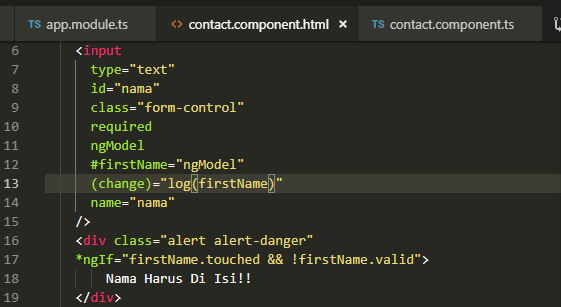 TS app.module.ts <> contact.component.html × TS contact.component.ts
6 <input
7 type="text"
8 id="nama"
9 class="form-control"
10 required
11 ngModel
12 #firstName="ngModel"
13 (change)="log(firstName)"
14 name="nama"
15 />
16 <div class="alert alert-danger"
17 *ngIf="firstName.touched && !firstName.valid">
18 Nama Harus Di Isi!!
19 </div>